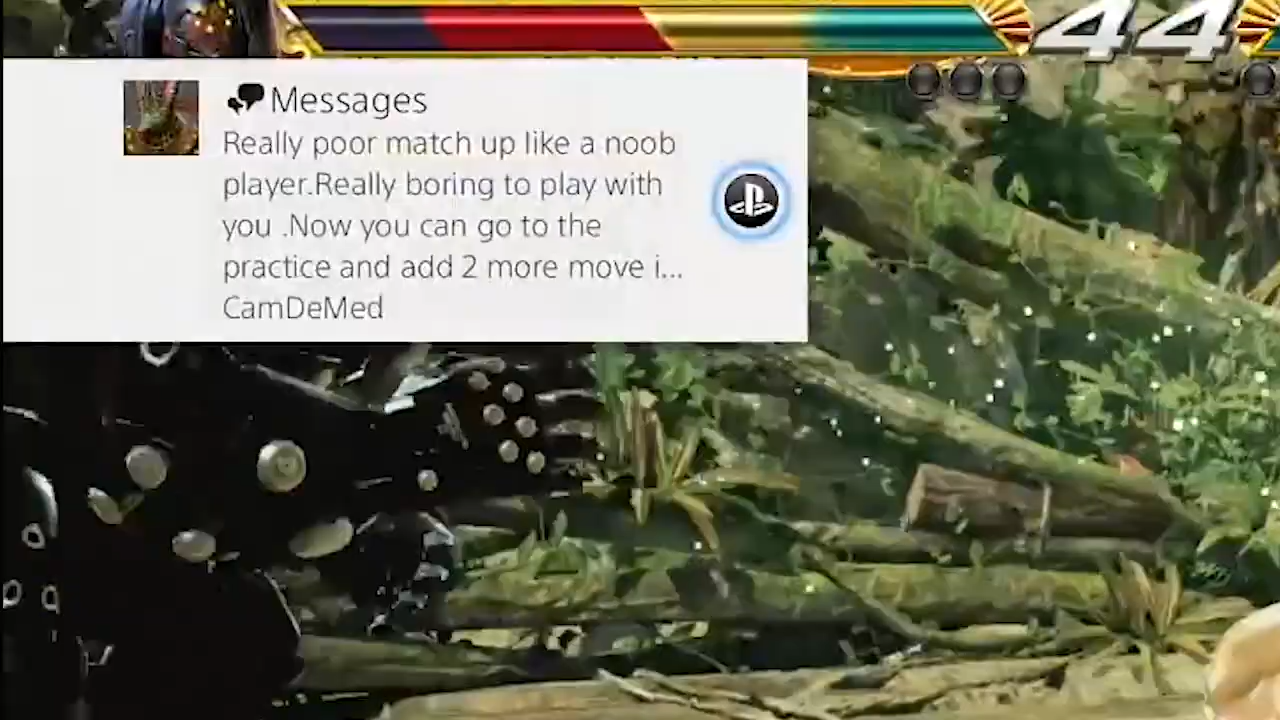 44
Messages
Really poor match up like a noob
player.Really boring to play with
you .Now you can go to the
practice and add 2 more move i...
CamDeMed